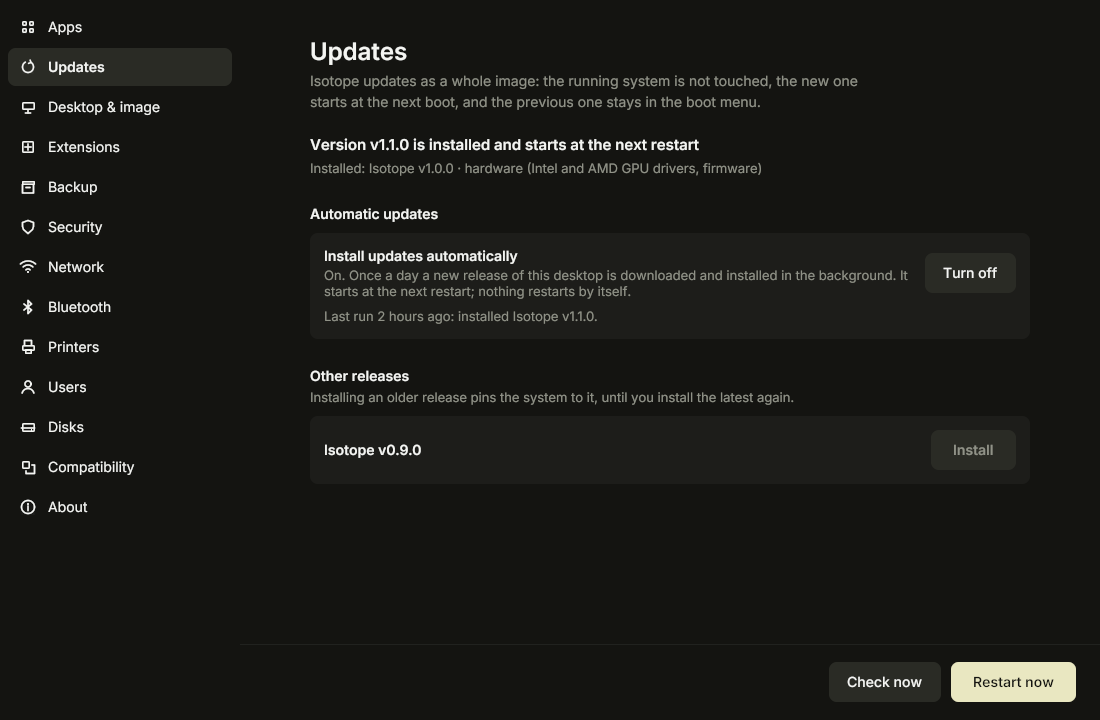 Apps
Updates
Desktop & image
Extensions
Backup
Security
Network
Bluetooth
Printers
Users
Disks
Compatibility
About
Updates
Isotope updates as a whole image: the running system is not touched, the new one
starts at the next boot, and the previous one stays in the boot menu.
Version v1.1.0 is installed and starts at the next restart
Installed: Isotope v1.0.0 · hardware (Intel and AMD GPU drivers, firmware)
Automatic updates
Install updates automatically
On. Once a day a new release of this desktop is downloaded and installed in the background. It
starts at the next restart; nothing restarts by itself.
Last run 2 hours ago: installed Isotope v1.1.0.
Turn off
Other releases
Installing an older release pins the system to it, until you install the latest again.
Isotope v0.9.0
Install
Check now
Restart now